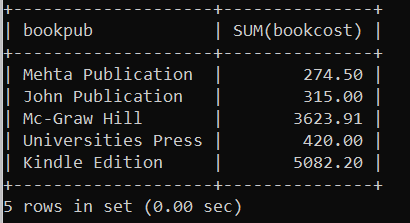 +--------------------+---------------+
| bookpub            | SUM(bookcost) |
+--------------------+---------------+
| Mehta Publication  |        274.50 |
| John Publication   |        315.00 |
| Mc-Graw Hill       |       3623.91 |
| Universities Press |        420.00 |
| Kindle Edition     |       5082.20 |
+--------------------+---------------+
5 rows in set (0.00 sec)